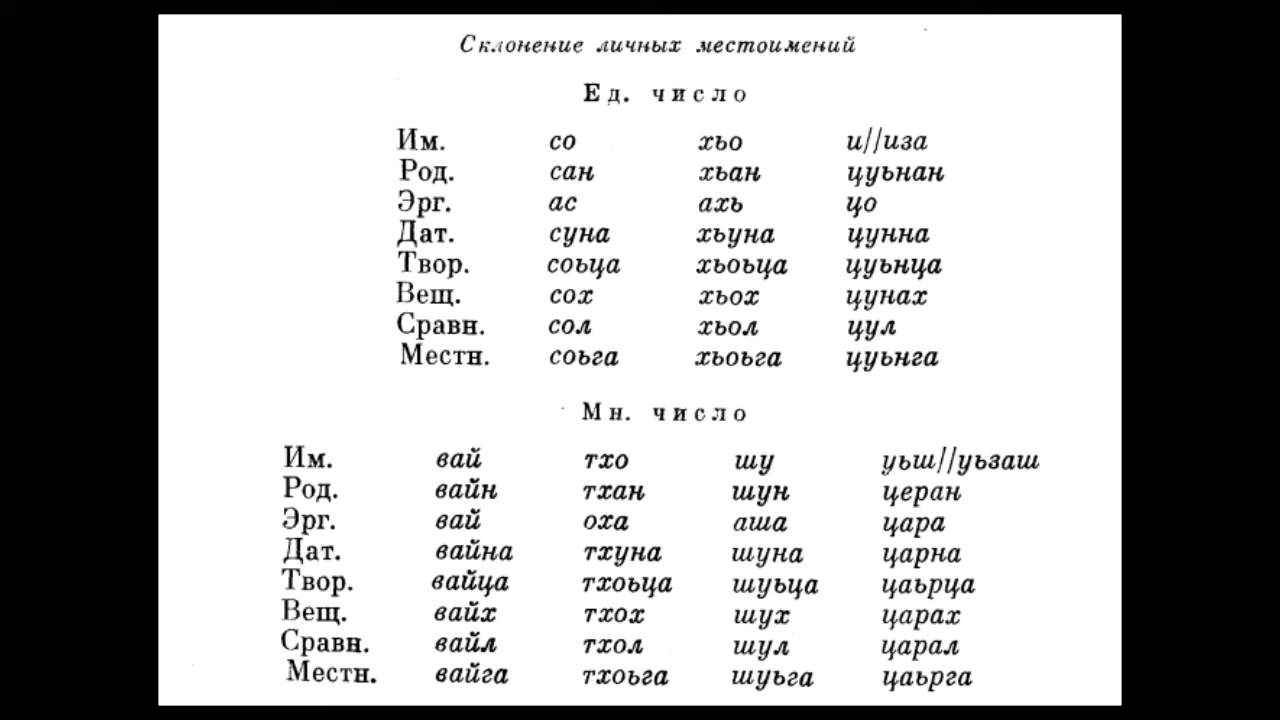 Склонение личных местоимений
Ед. число
Им. со хьо и//иза
Род. сан хьан цуьнан
Эрг. ас ахь цо
Дат. суна хьуна цунна
Твор. соьца хьоьца цуьнца
Вещ. сох хьох цунах
Сравн. сол хьол цул
Местн. соьга хьоьга цуьнга
Мн. число
Им. вай тхо шу уьш//уьзаш
Род. вайн тхан шун церан
Эрг. вай оха аша цара
Дат. вайна тхуна шуна царна
Твор. вайца тхоьца шуьца цаьрца
Вещ. вайх тхох шух царах
Сравн. вайл тхол шул царал
Местн. вайга тхоьга шуьга цаьрга